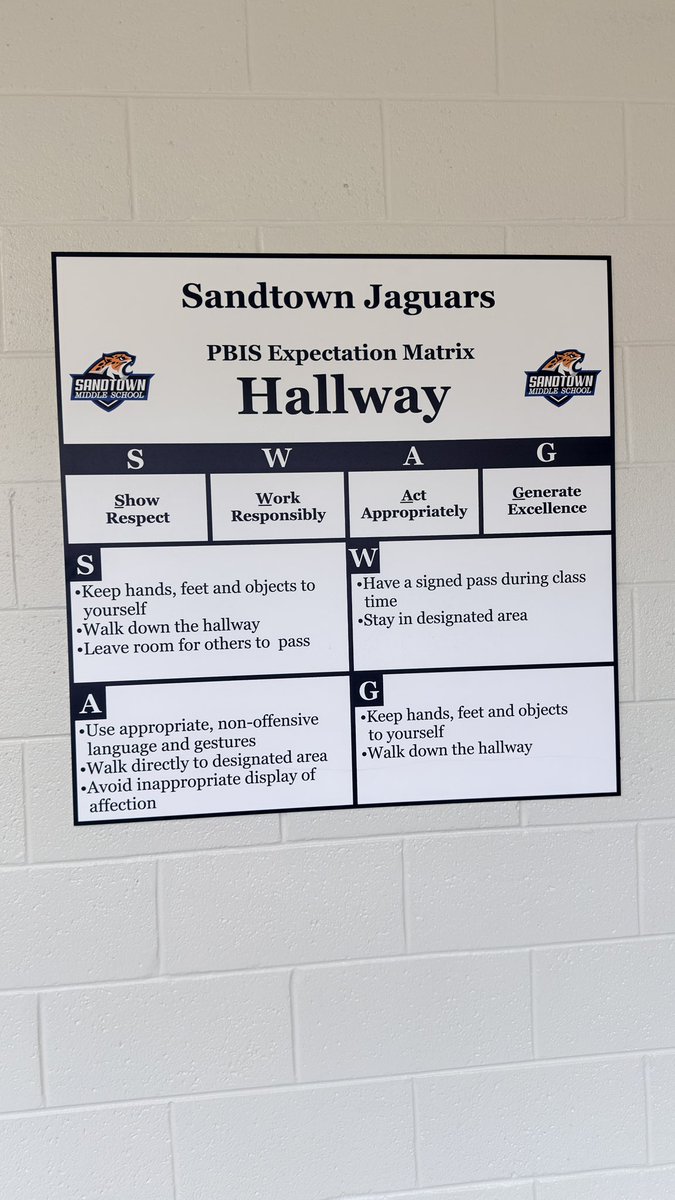 Sandtown Jaguars
PBIS Expectation Matrix
Hallway
SANDTOWN
MIDDLE SCHOOL
SANDTOWN
MIDDLE SCHOOL
S W A G
Show
Respect
Work
Responsibly
Act
Appropriately
Generate
Excellence
S
•Keep hands, feet and objects to
yourself
•Walk down the hallway
•Leave room for others to pass
W
•Have a signed pass during class
time
•Stay in designated area
A
•Use appropriate, non-offensive
language and gestures
•Walk directly to designated area
•Avoid inappropriate display of
affection
G
•Keep hands, feet and objects
to yourself
•Walk down the hallway